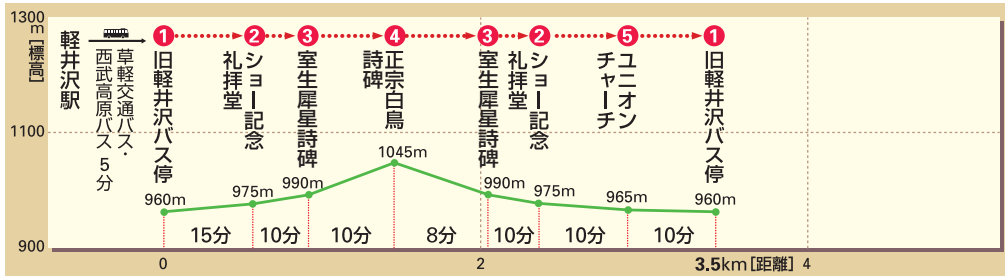 1300
m
[標高]
1100
900
軽井沢駅
草軽交通バス・
西武高原バス 5分
1
旧軽井沢バス停
960m
2
ショー記念
礼拝堂
975m
3
室生犀星詩碑
990m
4
正宗白鳥
詩碑
1045m
3
室生犀星詩碑
990m
2
ショー記念
礼拝堂
975m
5
ユニオン
チャーチ
965m
1
旧軽井沢バス停
960m
15分 10分 10分 8分 10分 10分 10分
0 2 3.5km[距離] 4